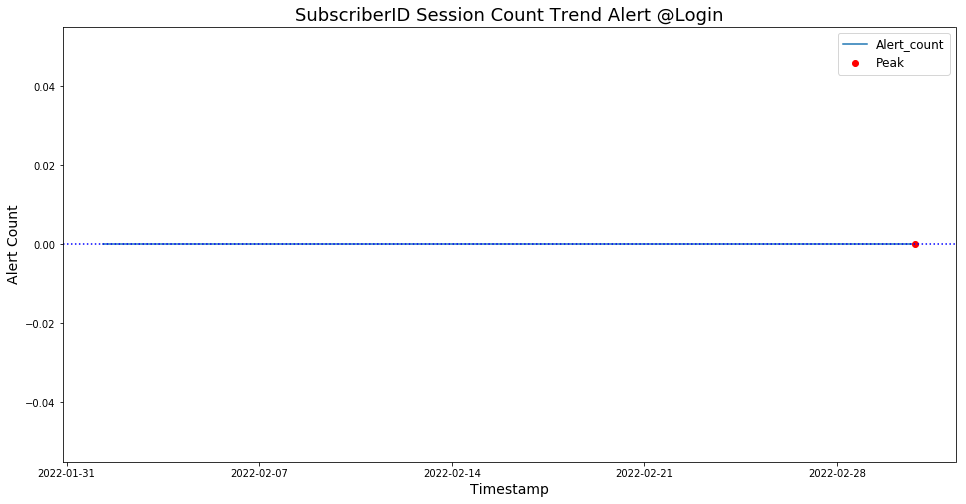 SubscriberID Session Count Trend Alert @Login
Alert_count
Peak
Alert Count
0.04
0.02
0.00
−0.02
−0.04
2022-01-31
2022-02-07
2022-02-14
2022-02-21
2022-02-28
Timestamp